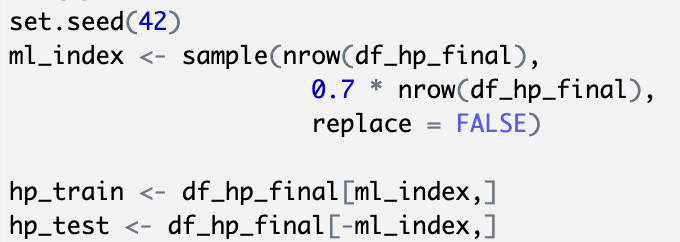 set.seed(42)
ml_index <- sample(nrow(df_hp_final),
                   0.7 * nrow(df_hp_final),
                   replace = FALSE)

hp_train <- df_hp_final[ml_index,]
hp_test <- df_hp_final[-ml_index,]